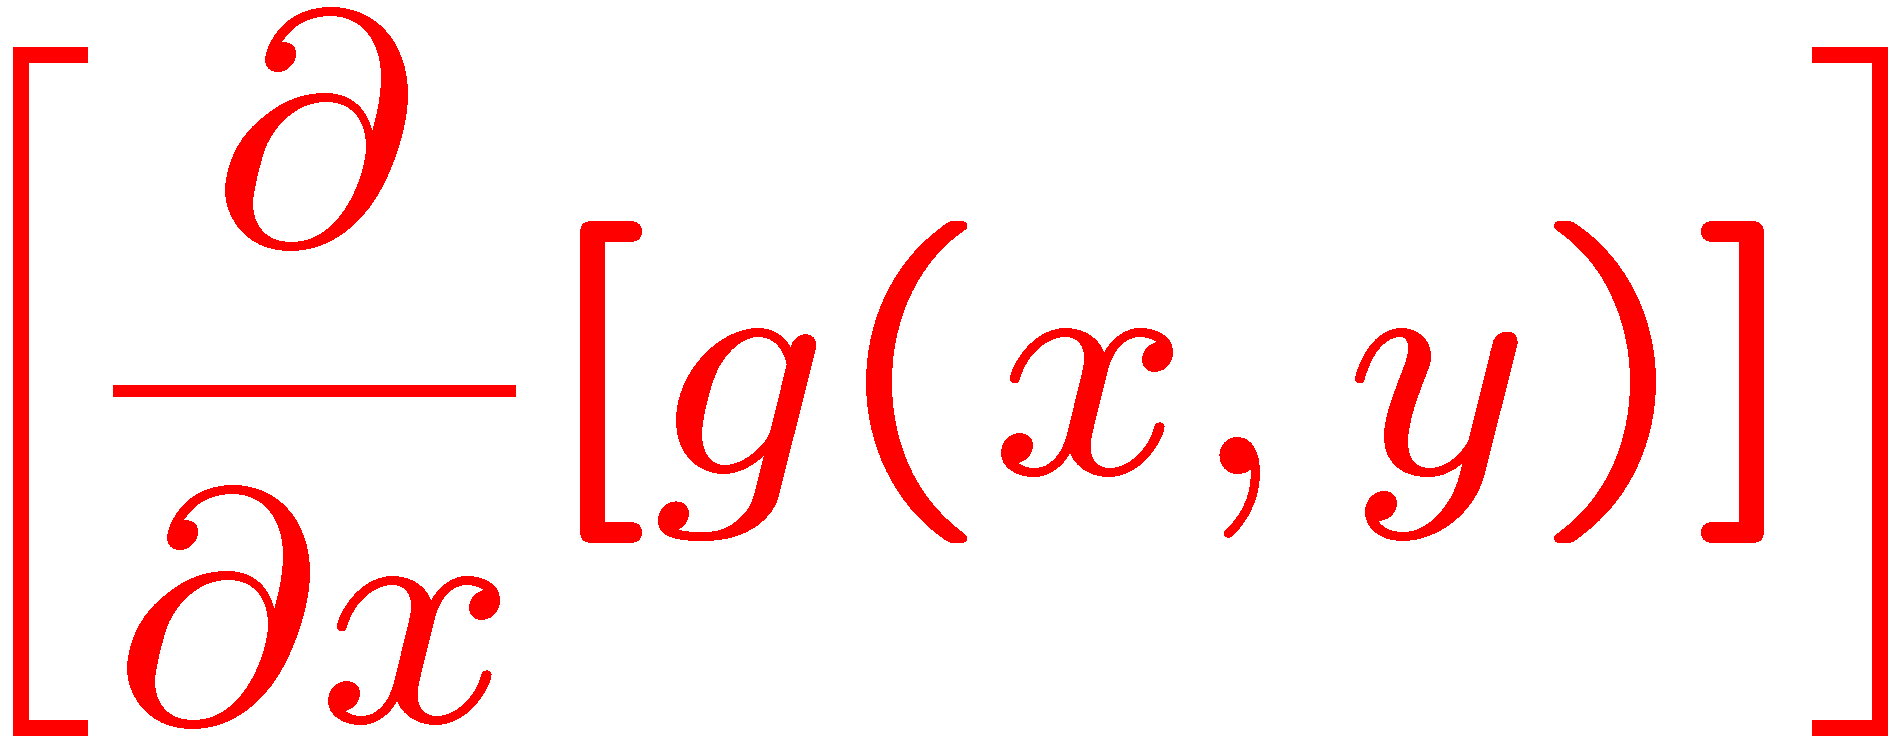 [∂/∂x [g(x, y)]]